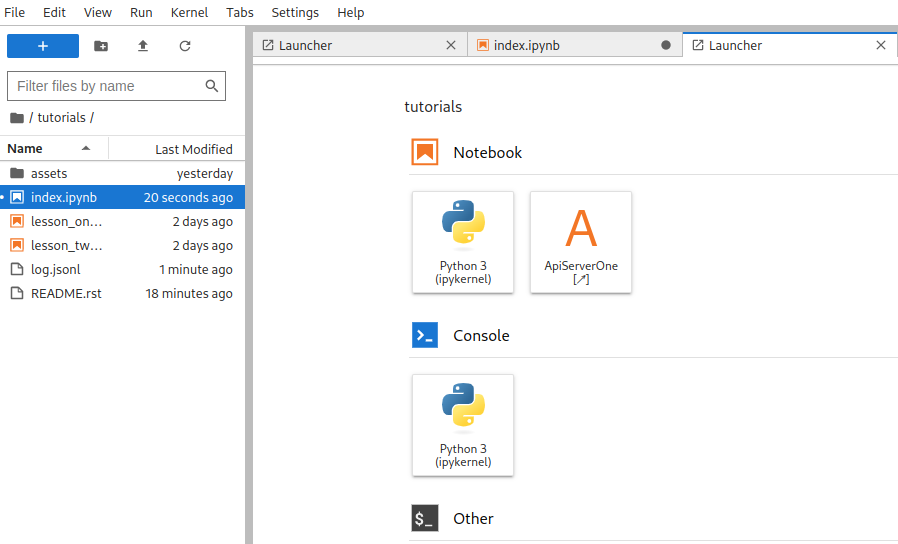 File Edit View Run Kernel Tabs Settings Help
+
Launcher
index.ipynb
Launcher
Filter files by name
/ tutorials /
Name Last Modified
assets yesterday
index.ipynb 20 seconds ago
lesson_on... 2 days ago
lesson_tw... 2 days ago
log.jsonl 1 minute ago
README.rst 18 minutes ago
tutorials
Notebook
Python 3
(ipykernel)
A
ApiServerOne
[↗]
Console
Python 3
(ipykernel)
$_ Other